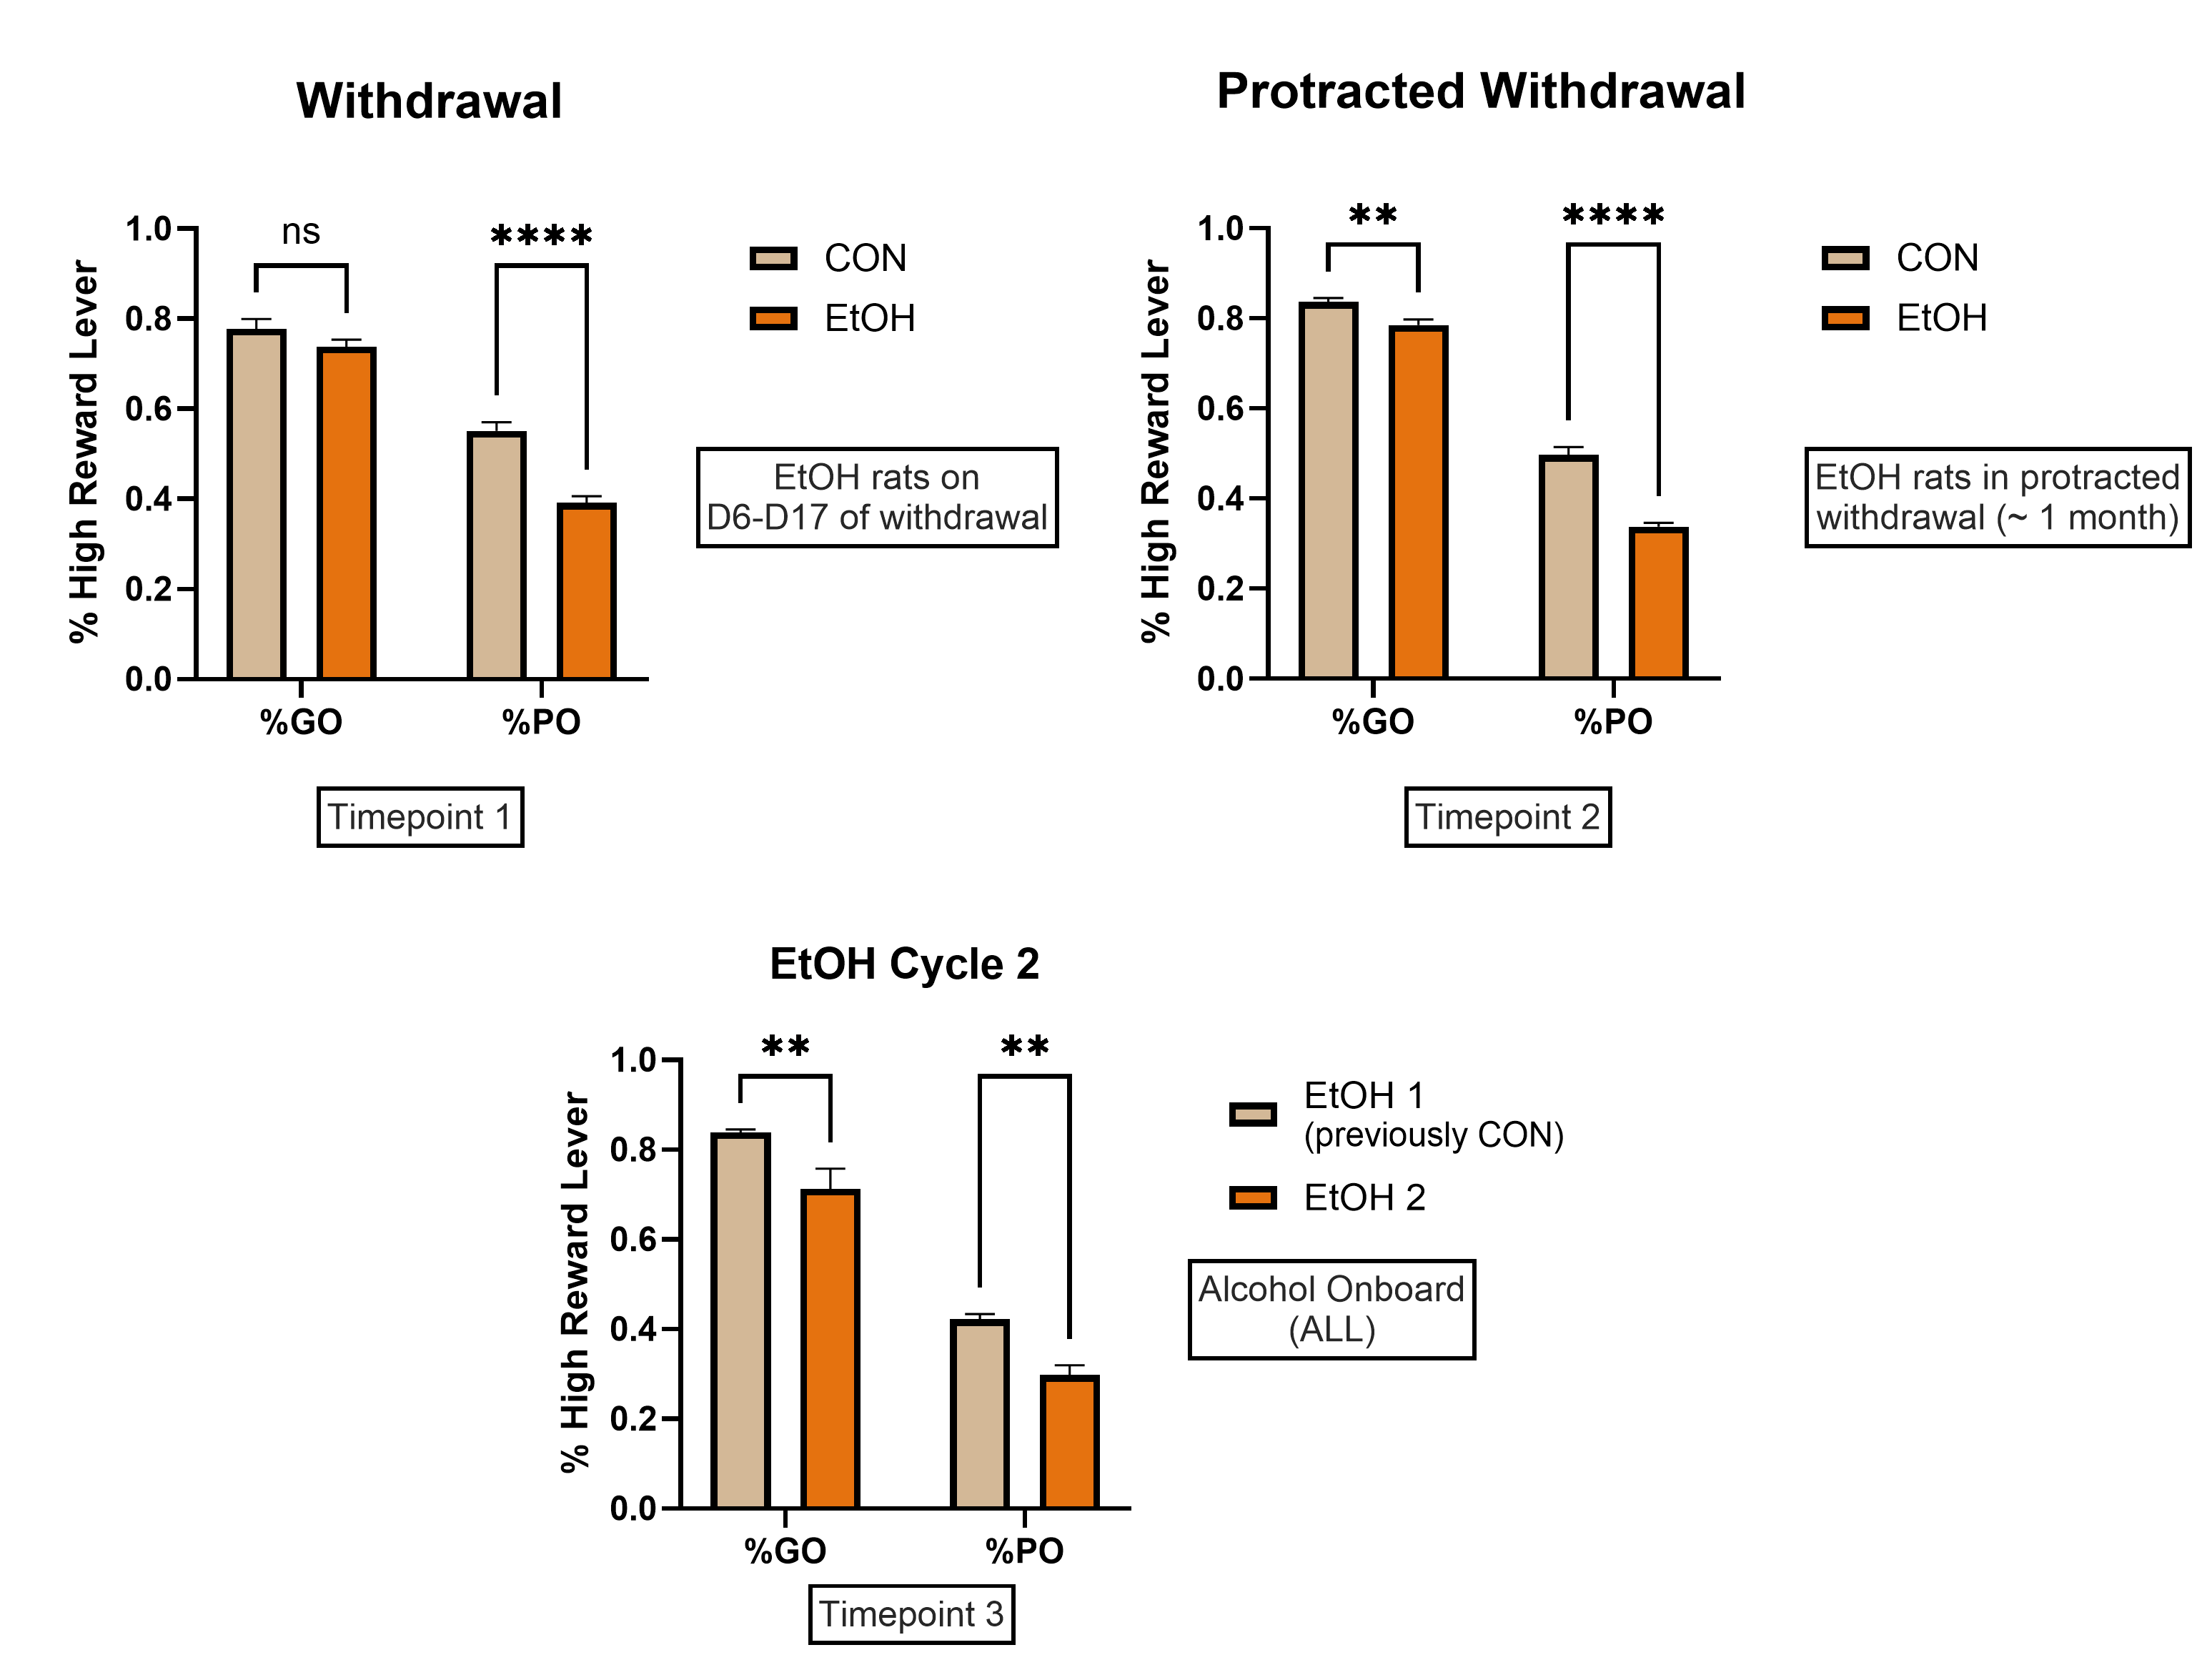 Withdrawal
% High Reward Lever
1.0
0.8
0.6
0.4
0.2
0.0
ns
****
%GO
%PO
CON
EtOH
EtOH rats on
D6-D17 of withdrawal
Timepoint 1
Protracted Withdrawal
% High Reward Lever
1.0
0.8
0.6
0.4
0.2
0.0
**
****
%GO
%PO
CON
EtOH
EtOH rats in protracted
withdrawal (~ 1 month)
Timepoint 2
EtOH Cycle 2
% High Reward Lever
1.0
0.8
0.6
0.4
0.2
0.0
**
**
%GO
%PO
EtOH 1
(previously CON)
EtOH 2
Alcohol Onboard
(ALL)
Timepoint 3